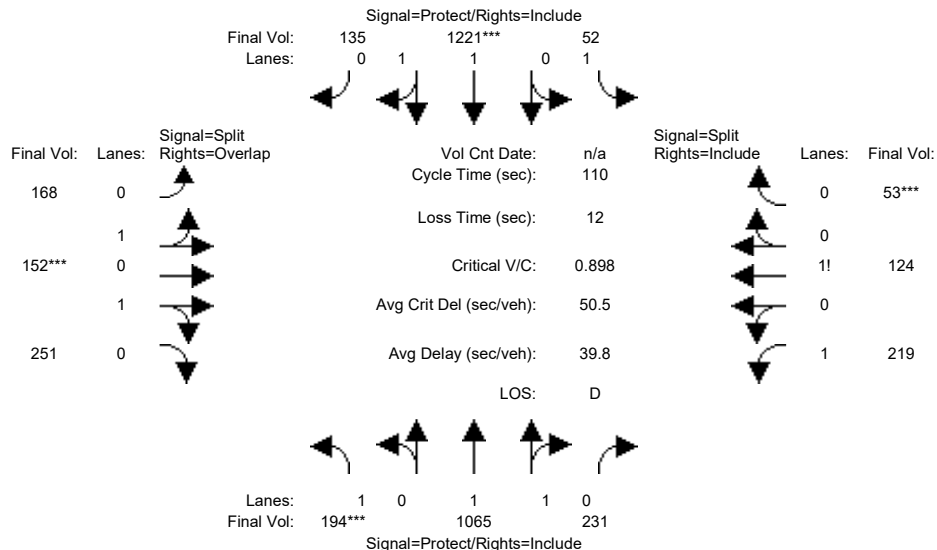 Signal=Protect/Rights=Include
Final Vol: 135 1221*** 52
Lanes: 0 1 1 0 1
Signal=Split Signal=Split
Final Vol: Lanes: Rights=Overlap Vol Cnt Date: n/a Rights=Include Lanes: Final Vol:
Cycle Time (sec): 110
168 0 0 53***
Loss Time (sec): 12
1 0
152*** 0 Critical V/C: 0.898 1! 124
1 Avg Crit Del (sec/veh): 50.5 0
251 0 Avg Delay (sec/veh): 39.8 1 219
LOS: D
Lanes: 1 0 1 1 0
Final Vol: 194*** 1065 231
Signal=Protect/Rights=Include